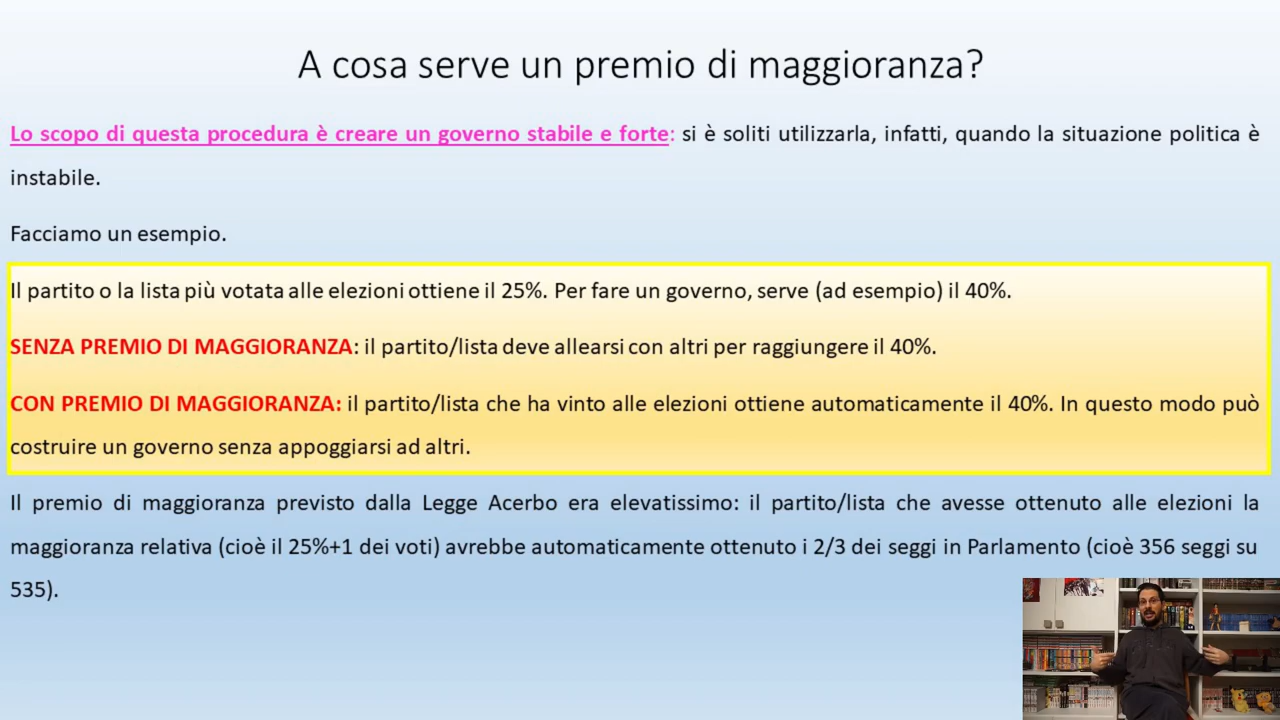 A cosa serve un premio di maggioranza?
Lo scopo di questa procedura è creare un governo stabile e forte: si è soliti utilizzarla, infatti, quando la situazione politica è
instabile.
Facciamo un esempio.
Il partito o la lista più votata alle elezioni ottiene il 25%. Per fare un governo, serve (ad esempio) il 40%.
SENZA PREMIO DI MAGGIORANZA: il partito/lista deve allearsi con altri per raggiungere il 40%.
CON PREMIO DI MAGGIORANZA: il partito/lista che ha vinto alle elezioni ottiene automaticamente il 40%. In questo modo può
costruire un governo senza appoggiarsi ad altri.
Il premio di maggioranza previsto dalla Legge Acerbo era elevatissimo: il partito/lista che avesse ottenuto alle elezioni la
maggioranza relativa (cioè il 25%+1 dei voti) avrebbe automaticamente ottenuto i 2/3 dei seggi in Parlamento (cioè 356 seggi su
535).